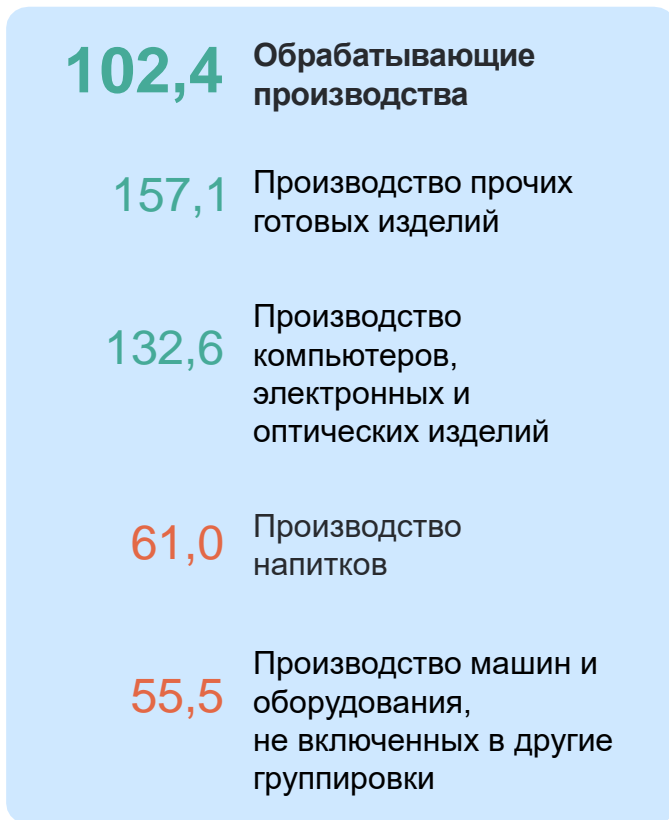 102,4
Обрабатывающие
производства
157,1
Производство прочих
готовых изделий
132,6
Производство
компьютеров,
электронных и
оптических изделий
61,0
Производство
напитков
55,5
Производство машин и
оборудования,
не включенных в другие
группировки